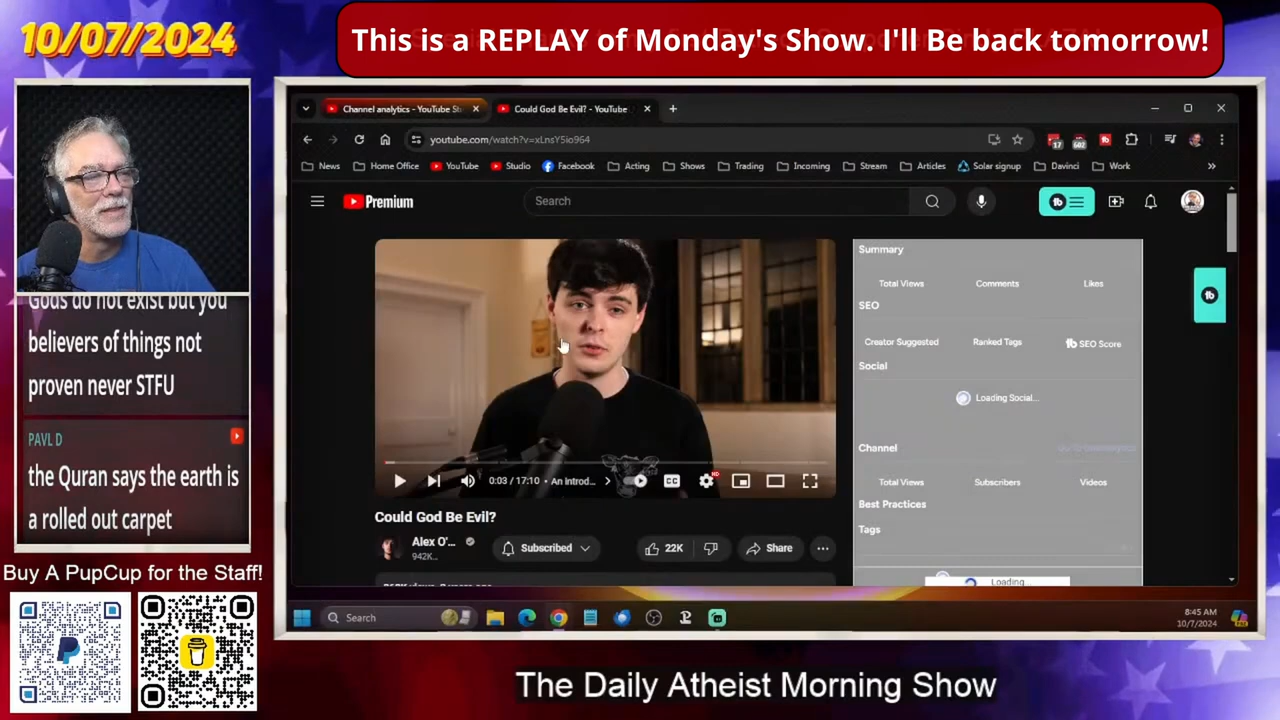 10/07/2024
This is a REPLAY of Monday's Show. I'll Be back tomorrow!
Channel analytics - YouTube St
Could God Be Evil? - YouTube
youtube.com/watch?v=xLnsY5io964
17
602
News
Home Office
YouTube
Studio
Facebook
Acting
Shows
Trading
Incoming
Stream
Articles
Solar signup
Davinci
Work
Premium
Search
Summary
Total Views
Comments
Likes
SEO
Creator Suggested
Ranked Tags
SEO Score
Social
Loading Social...
Channel
Total Views
Subscribers
Videos
Best Practices
Tags
Loading
0:03 / 17:10 • An introd...
HD
Could God Be Evil?
Alex O'...
942K...
Subscribed
22K
Share
Gods do not exist but you
believers of things not
proven never STFU
PAVL D
the Quran says the earth is
a rolled out carpet
Buy A PupCup for the Staff!
Search
8:45 AM
10/7/2024
The Daily Atheist Morning Show